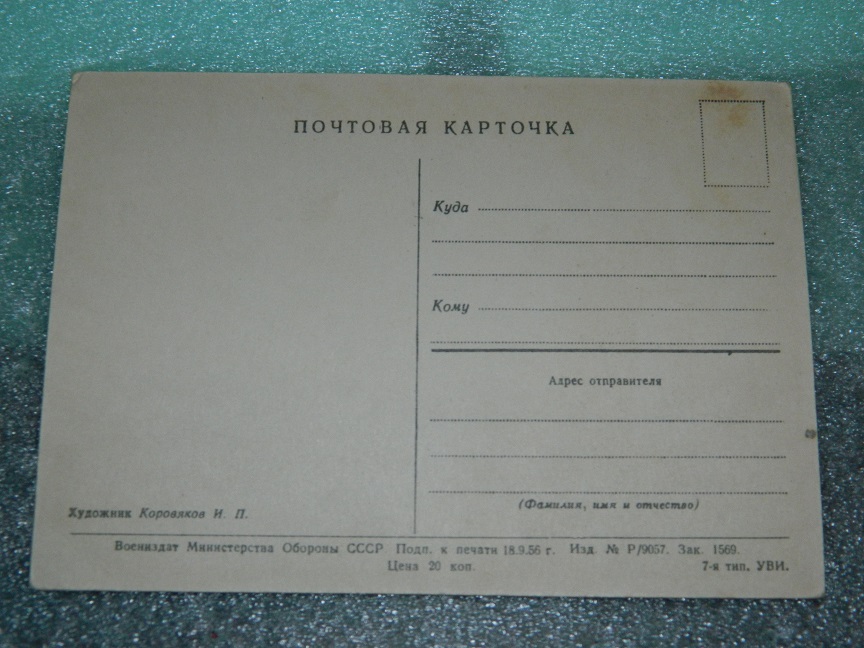 ПОЧТОВАЯ КАРТОЧКА
Куда
Кому
Адрес отправителя
(Фамилия, имя и отчество)
Художник Коровяков И. П.
Воениздат Министерства Обороны СССР Подп. к печати 18.9.56 г. Изд. № Р/9057. Зак. 1569.
Цена 20 коп.
7-я тип. УВИ.